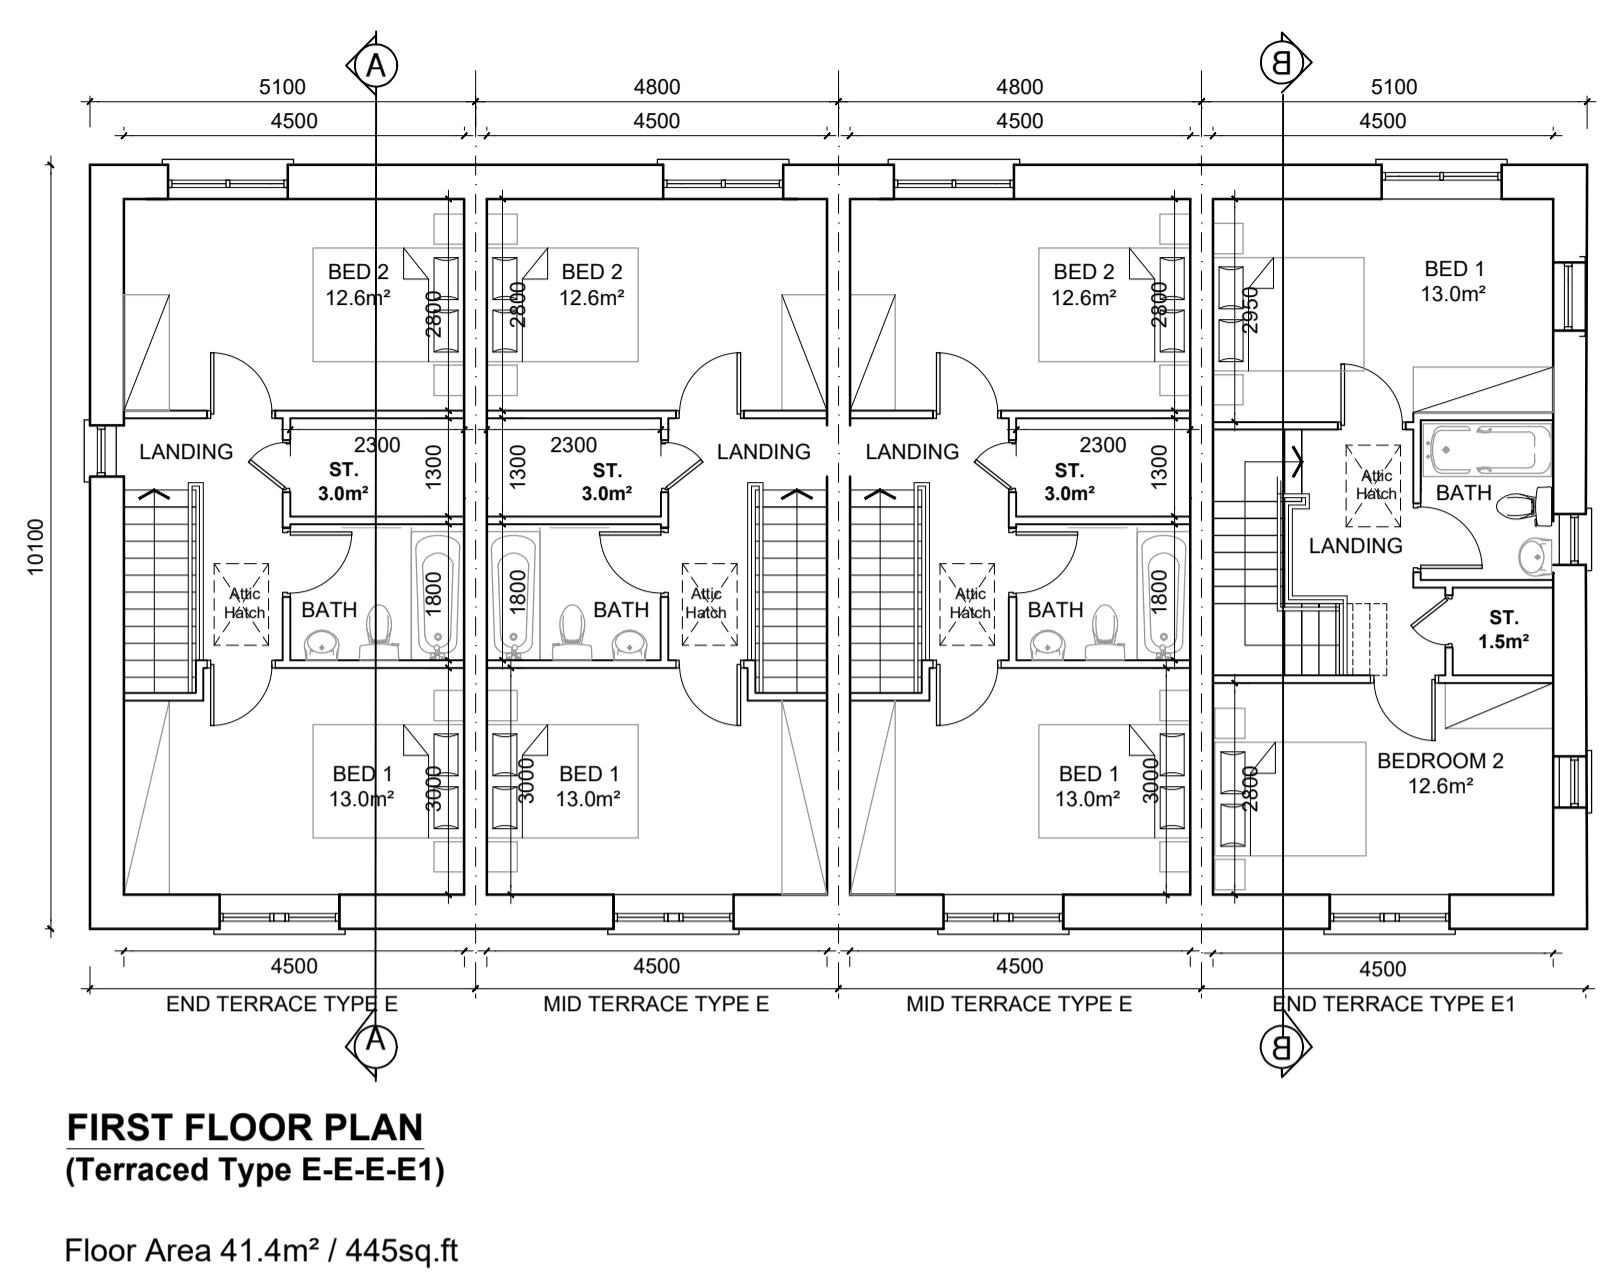 A
B
5100
4800
4800
5100
4500
4500
4500
4500
10100
BED 2
12.6m²
2800
BED 2
12.6m²
2800
BED 2
12.6m²
2800
BED 1
13.0m²
2950
LANDING
2300
ST.
3.0m²
1300
2300
ST.
3.0m²
1300
LANDING
LANDING
2300
ST.
3.0m²
1300
Attic
Hatch
BATH
LANDING
Attic
Hatch
BATH
1800
1800
BATH
Attic
Hatch
Attic
Hatch
BATH
1800
ST.
1.5m²
BED 1
13.0m²
3000
BED 1
13.0m²
3000
BED 1
13.0m²
3000
BEDROOM 2
12.6m²
2800
4500
4500
4500
4500
END TERRACE TYPE E
MID TERRACE TYPE E
MID TERRACE TYPE E
END TERRACE TYPE E1
A
B
FIRST FLOOR PLAN
(Terraced Type E-E-E-E1)
Floor Area 41.4m² / 445sq.ft